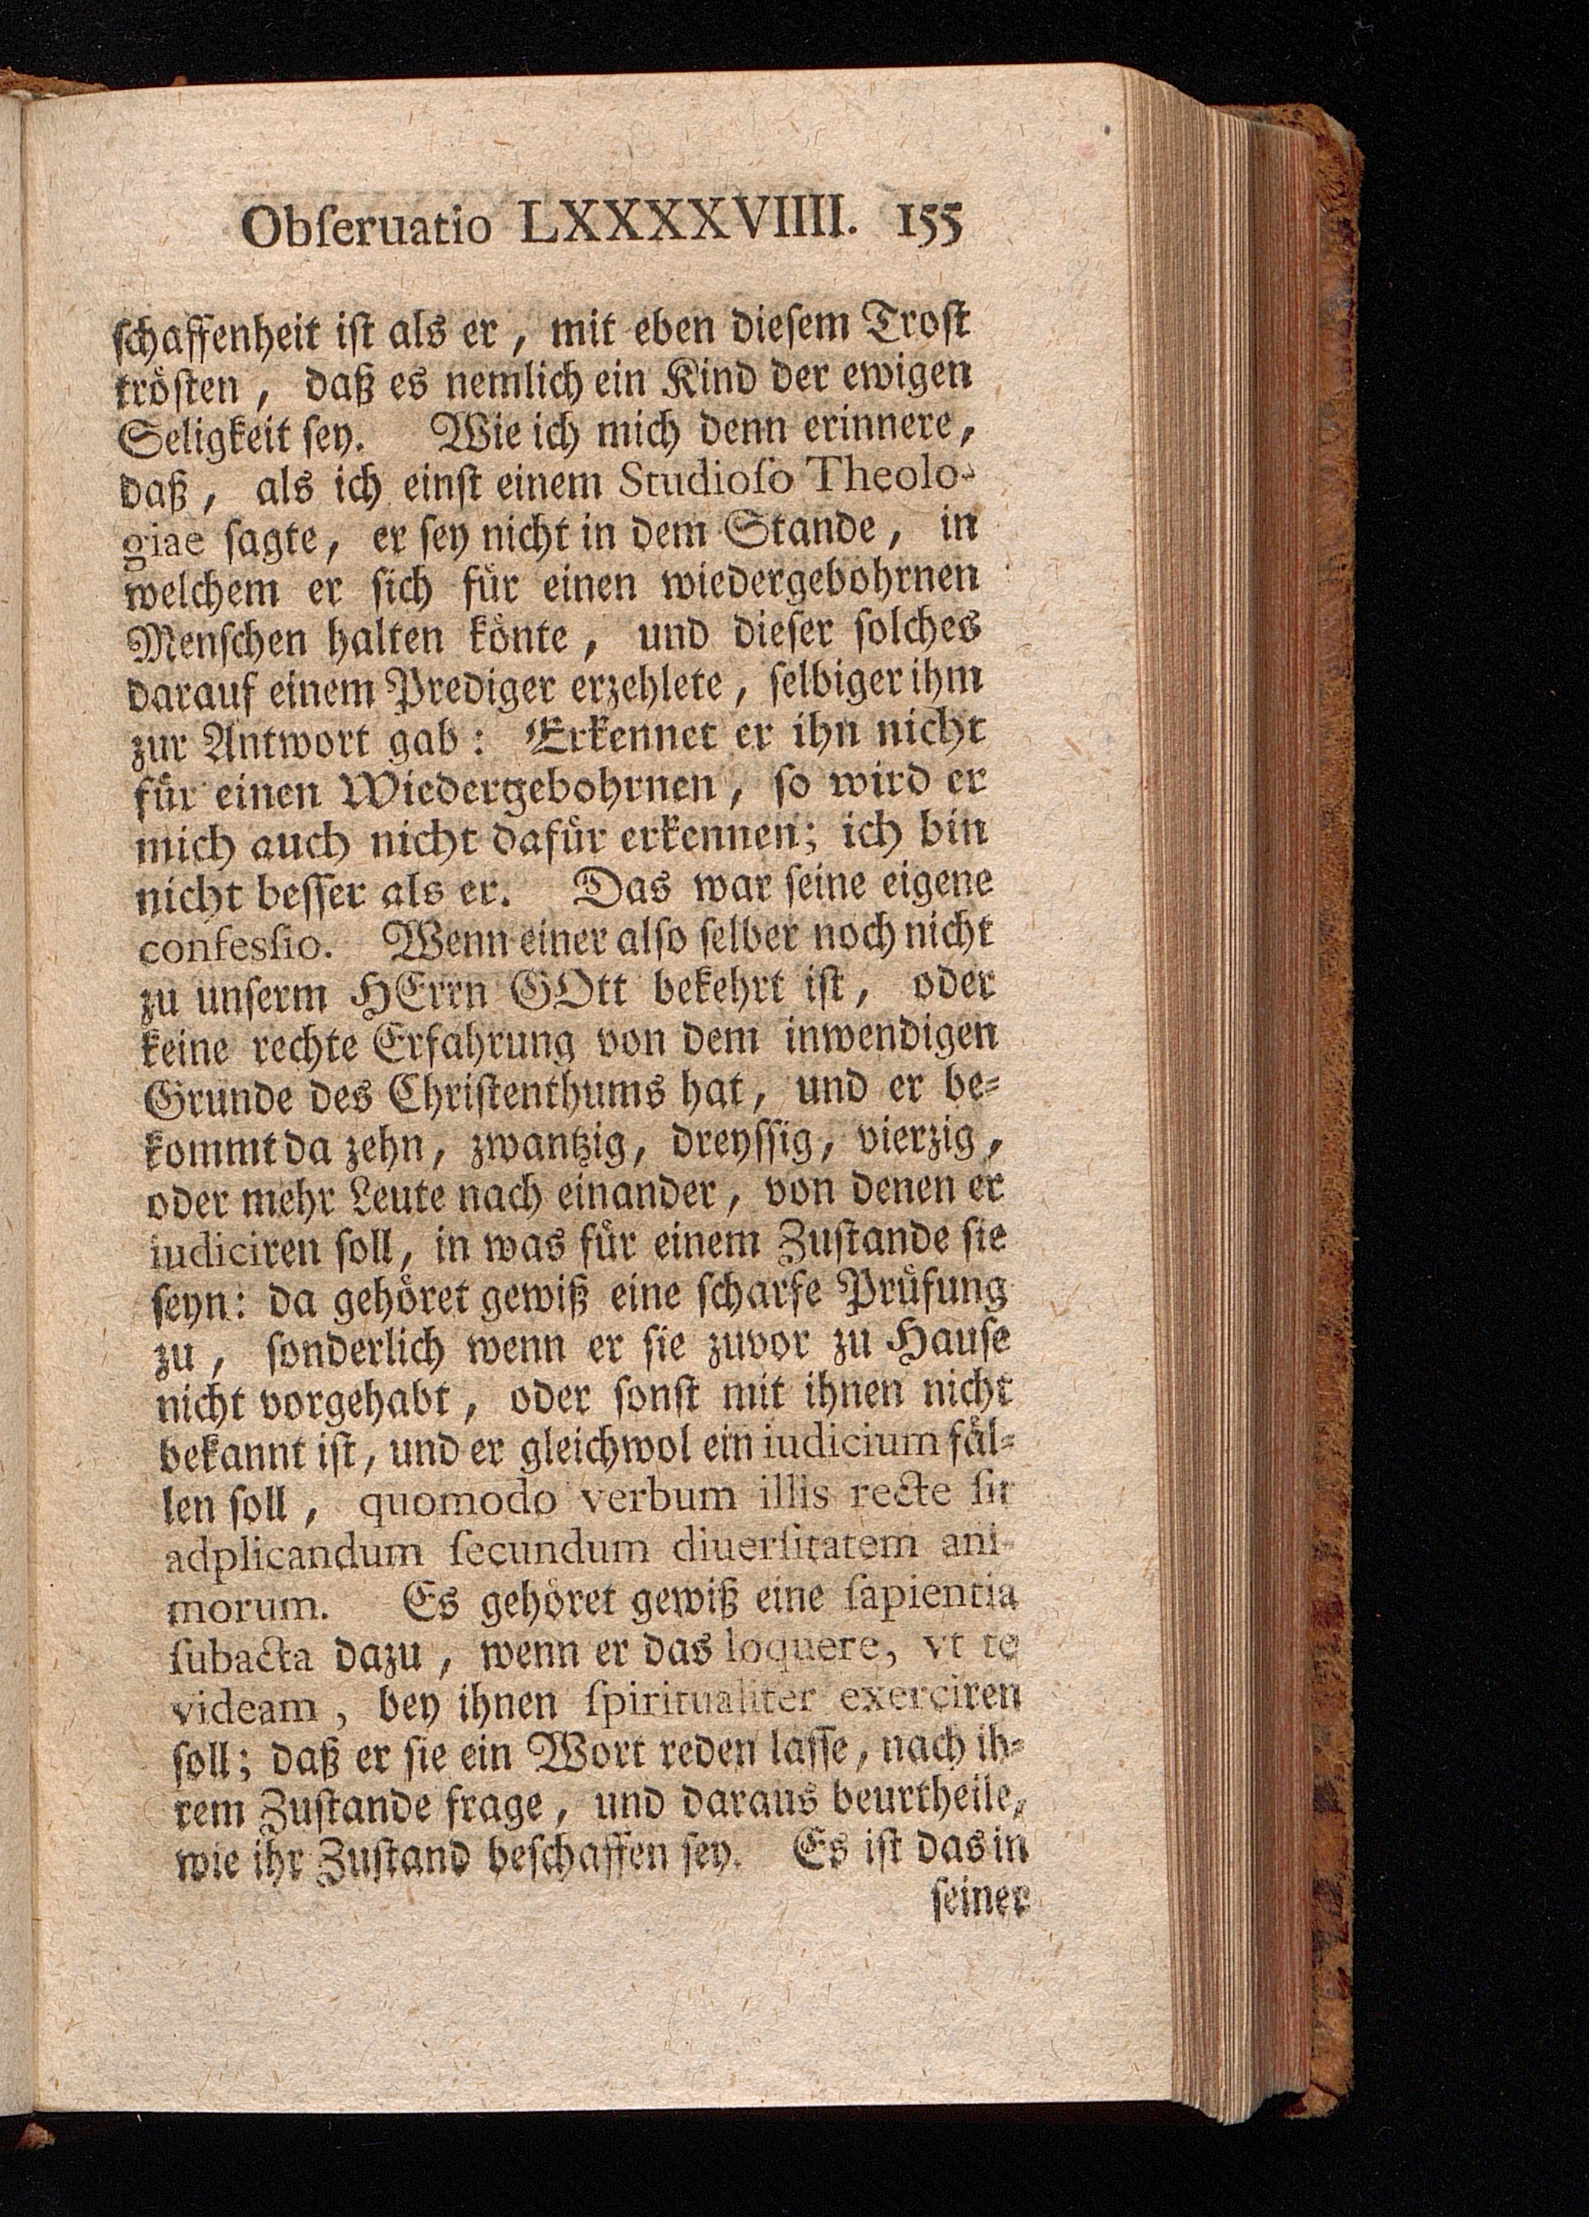 Obſeruatio LXXXXVIIII. 155
ſchaffenheit iſt als er, mit eben dieſem Troſt
tröſten, daß es nemlich ein Kind der ewigen
Seligkeit ſey. Wie ich mich denn erinnere,
daß, als ich einſt einem Studioſo Theolo-
giae ſagte, er ſey nicht in dem Stande, in
welchem er ſich für einen wiedergebohrnen
Menſchen halten könte, und dieſer ſolches
darauf einem Prediger erzehlete, ſelbiger ihm
zur Antwort gab: Erkennet er ihn nicht
für einen Wiedergebohrnen, ſo wird er
mich auch nicht dafür erkennen; ich bin
nicht beſſer als er. Das war ſeine eigene
confesſio. Wenn einer alſo ſelber noch nicht
zu unſerm HErrn GOtt bekehrt iſt, oder
keine rechte Erfahrung von dem inwendigen
Grunde des Chriſtenthums hat, und er be-
kommt da zehn, zwantzig, dreyſſig, vierzig,
oder mehr Leute nach einander, von denen er
iudiciren ſoll, in was für einem Zuſtande ſie
ſeyn: da gehöret gewiß eine ſcharfe Prüfung
zu, ſonderlich wenn er ſie zuvor zu Hauſe
nicht vorgehabt, oder ſonſt mit ihnen nicht
bekannt iſt, und er gleichwol ein iudicium fäl-
len ſoll, quomodo verbum illis recte ſit
adplicandum ſecundum diuerſitatem ani-
morum. Es gehöret gewiß eine ſapientia
ſubacta dazu, wenn er das loquere, vt te
videam, bey ihnen ſpiritualiter exerciren
ſoll; daß er ſie ein Wort reden laſſe, nach ih-
rem Zuſtande frage, und daraus beurtheile,
wie ihr Zuſtand beſchaffen ſey. Es iſt das in
ſeiner